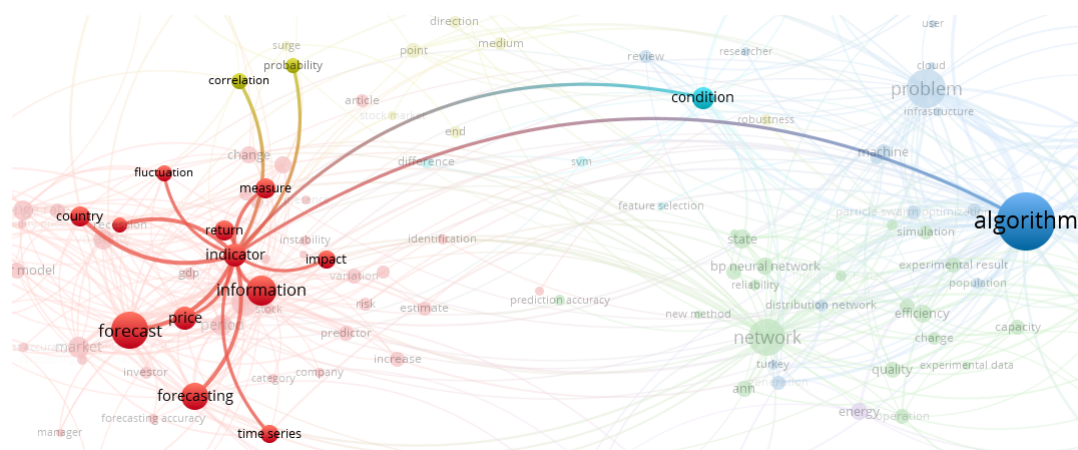 direction
user
surge
medium
point
review
researcher
probability
cloud
correlation
problem
condition
article
infrastructure
stock market
robustness
end
change
difference
svm
machine
fluctuation
measure
feature selection
country
particle swarm optimization
return
simulation
instability
identification
state
algorithm
indicator
impact
model
gdp
variation
bp neural network
experimental result
reliability
population
information
prediction accuracy
risk
estimate
stock
distribution network
new method
efficiency
price
period
forecast
predictor
network
charge
capacity
market
increase
turkey
investor
category
company
quality
experimental data
ann
forecasting
energy
operation
forecasting accuracy
manager
time series